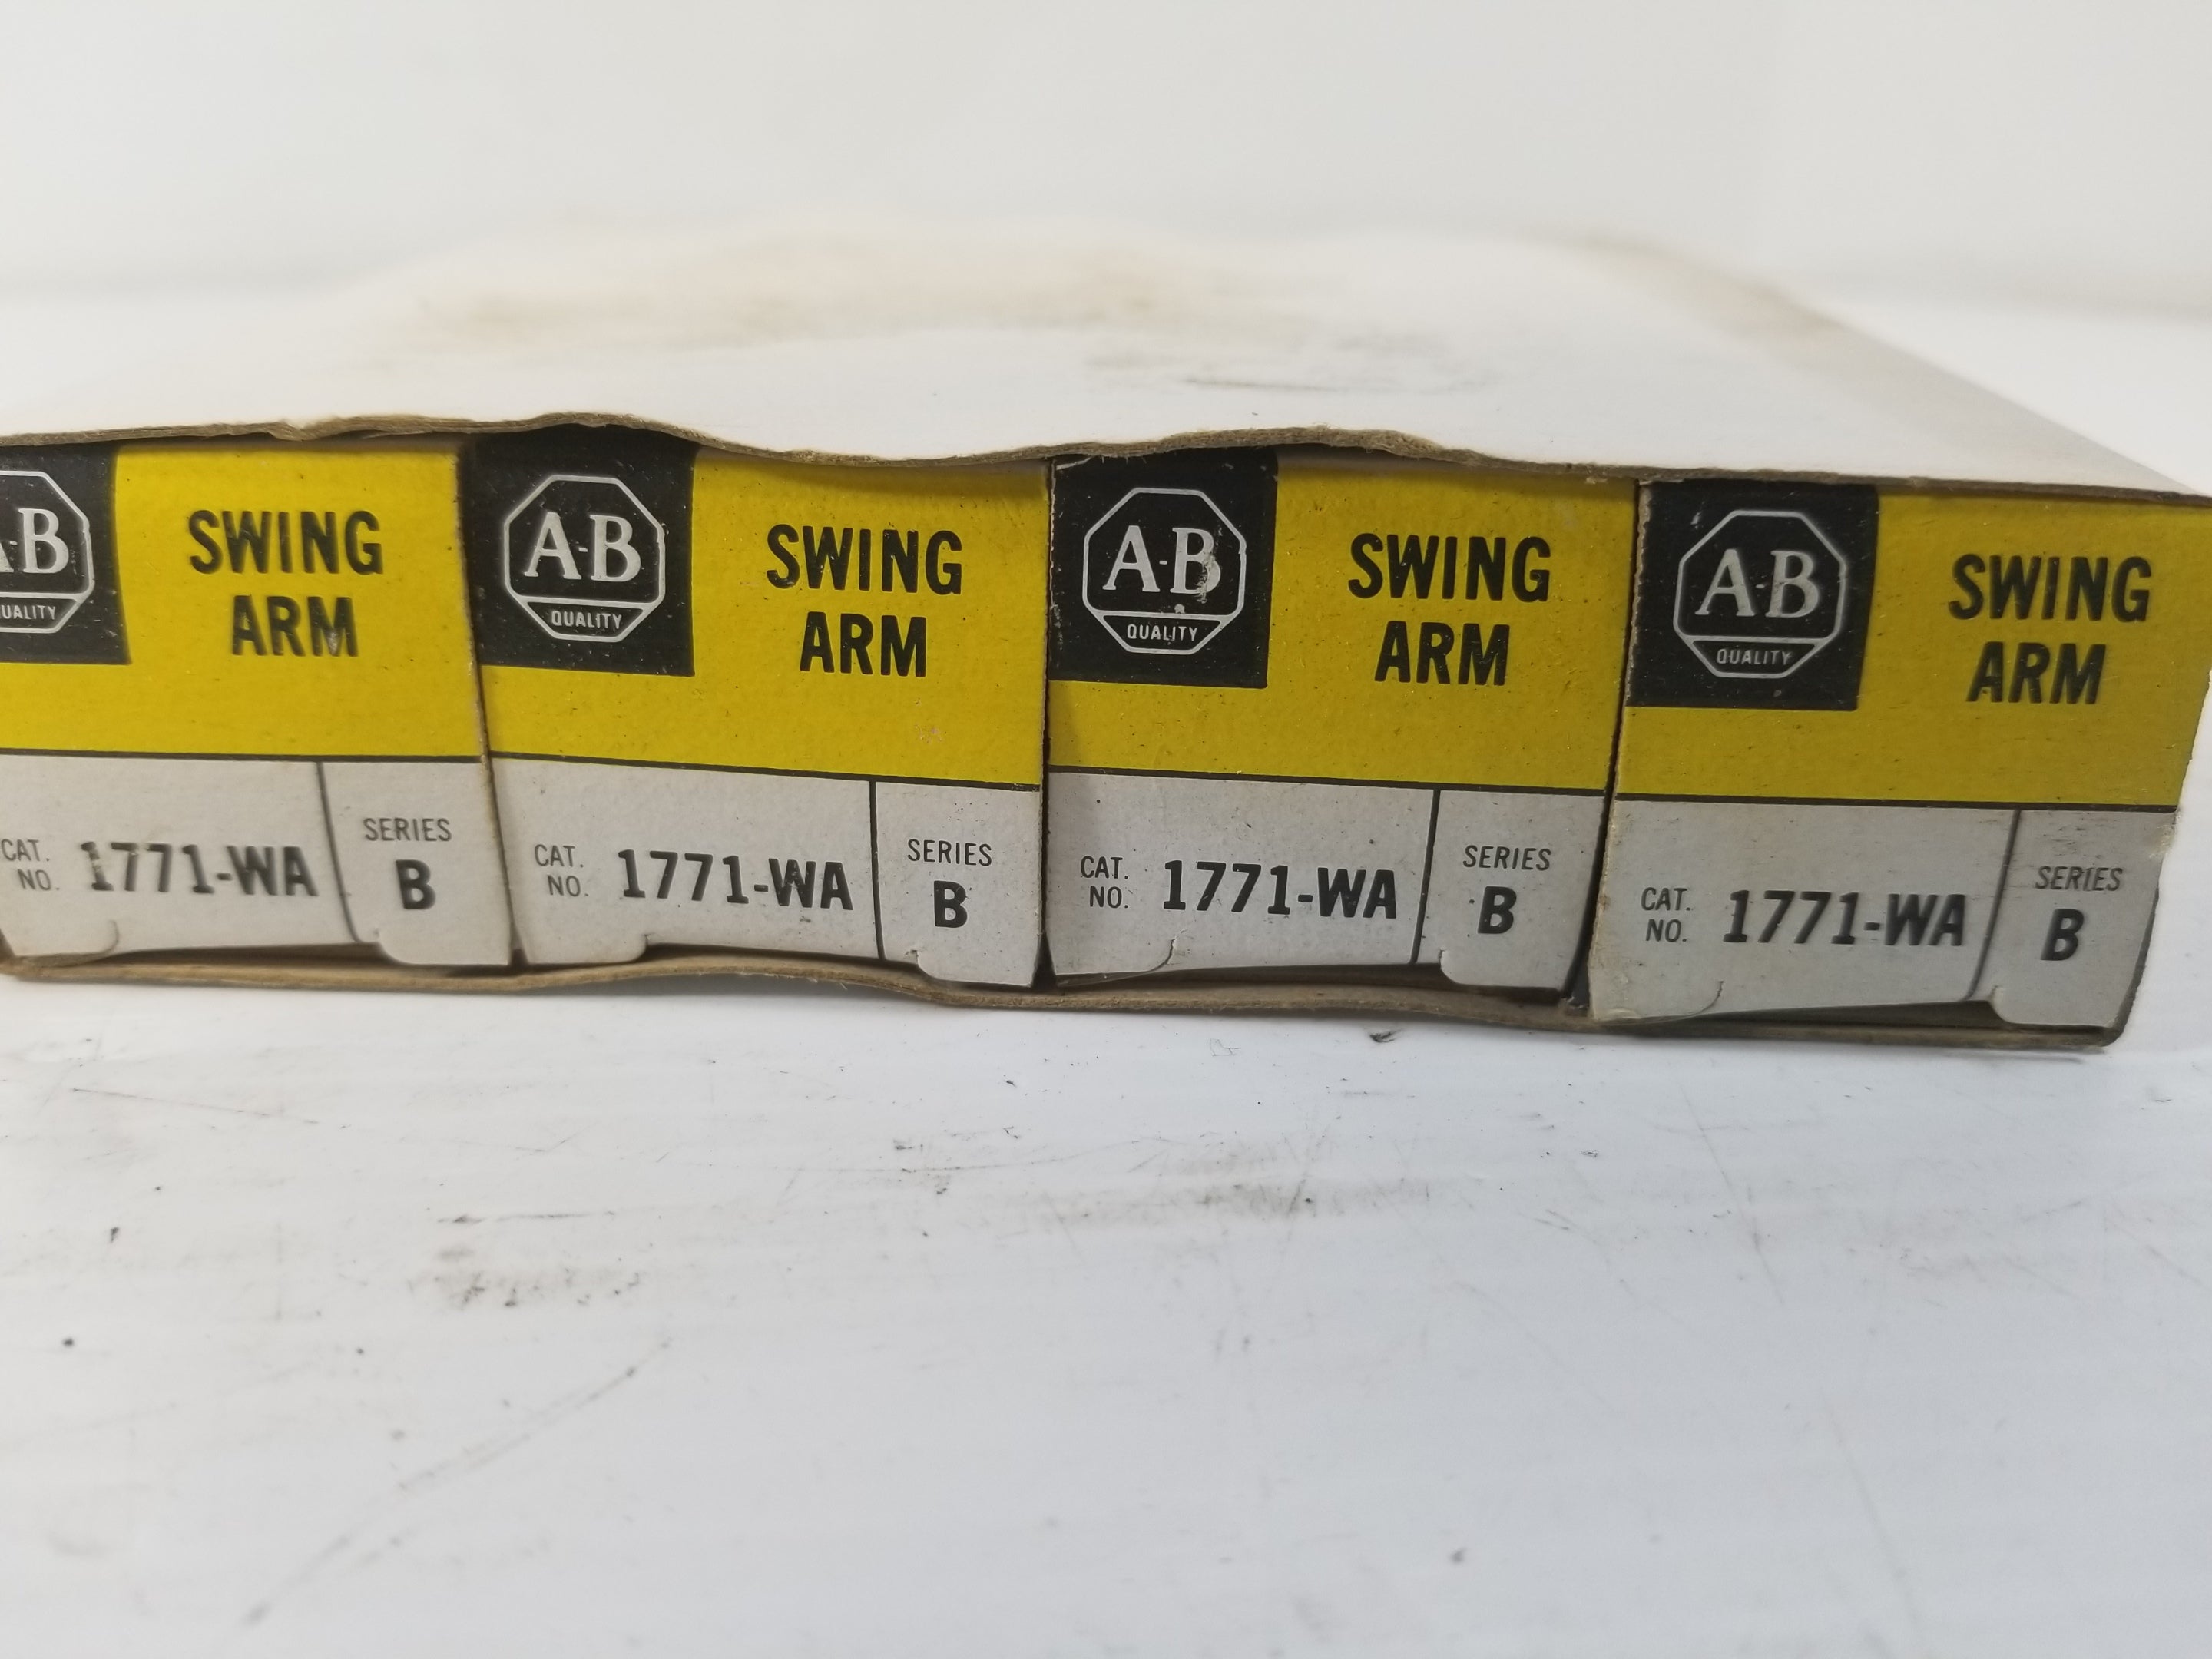 A-B
QUALITY
SWING
ARM
CAT.
NO. 1771-WA
SERIES
B
A-B
QUALITY
SWING
ARM
CAT.
NO. 1771-WA
SERIES
B
A-B
QUALITY
SWING
ARM
CAT.
NO. 1771-WA
SERIES
B
A-B
QUALITY
SWING
ARM
CAT.
NO. 1771-WA
SERIES
B